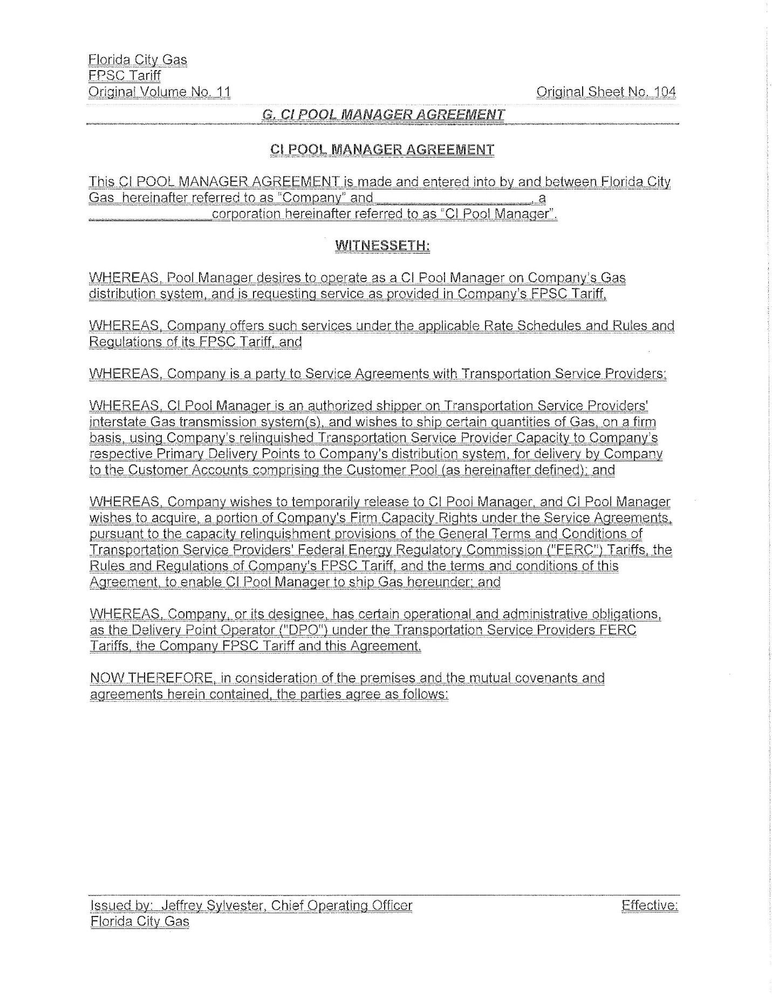 Florida City Gas
FPSC Tariff
Original Volume No. 11 Original Sheet No. 104
G. CI POOL MANAGER AGREEMENT
CI POOL MANAGER AGREEMENT
This CI POOL MANAGER AGREEMENT is made and entered into by and between Florida City
Gas hereinafter referred to as “Company” and ____________________, a
________________corporation hereinafter referred to as “CI Pool Manager”.
WITNESSETH:
WHEREAS, Pool Manager desires to operate as a CI Pool Manager on Company's Gas
distribution system, and is requesting service as provided in Company's FPSC Tariff,
WHEREAS, Company offers such services under the applicable Rate Schedules and Rules and
Regulations of its FPSC Tariff, and
WHEREAS, Company is a party to Service Agreements with Transportation Service Providers;
WHEREAS, CI Pool Manager is an authorized shipper on Transportation Service Providers'
interstate Gas transmission system(s), and wishes to ship certain quantities of Gas, on a firm
basis, using Company's relinquished Transportation Service Provider Capacity to Company's
respective Primary Delivery Points to Company's distribution system, for delivery by Company
to the Customer Accounts comprising the Customer Pool (as hereinafter defined); and
WHEREAS, Company wishes to temporarily release to CI Pool Manager, and CI Pool Manager
wishes to acquire, a portion of Company's Firm Capacity Rights under the Service Agreements,
pursuant to the capacity relinquishment provisions of the General Terms and Conditions of
Transportation Service Providers' Federal Energy Regulatory Commission ("FERC") Tariffs, the
Rules and Regulations of Company's FPSC Tariff, and the terms and conditions of this
Agreement, to enable CI Pool Manager to ship Gas hereunder; and
WHEREAS, Company, or its designee, has certain operational and administrative obligations,
as the Delivery Point Operator ("DPO") under the Transportation Service Providers FERC
Tariffs, the Company FPSC Tariff and this Agreement.
NOW THEREFORE, in consideration of the premises and the mutual covenants and
agreements herein contained, the parties agree as follows:
Issued by: Jeffrey Sylvester, Chief Operating Officer Effective:
Florida City Gas